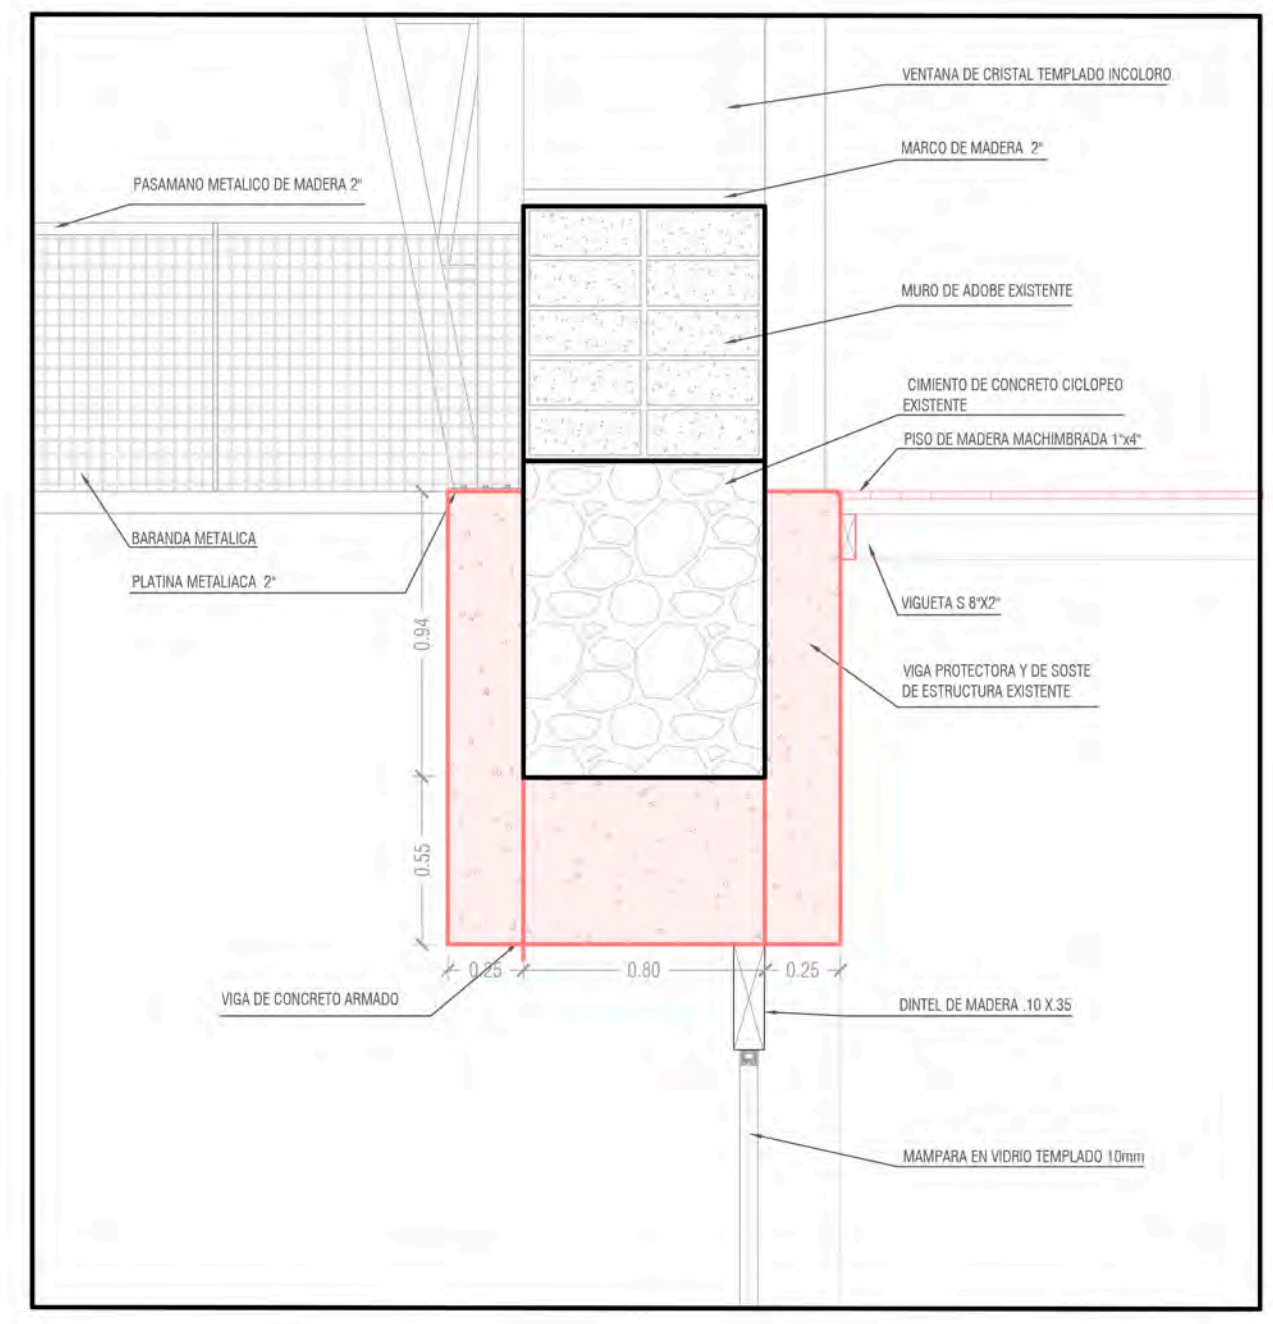 VENTANA DE CRISTAL TEMPLADO INCOLORO
MARCO DE MADERA 2"
PASAMANO METALICO DE MADERA 2"
MURO DE ADOBE EXISTENTE
CIMIENTO DE CONCRETO CICLOPEO
EXISTENTE
PISO DE MADERA MACHIMBRADA 1"x4"
BARANDA METALICA
PLATINA METALIACA 2"
VIGUETA S 8"X2"
0.94
VIGA PROTECTORA Y DE SOSTE
DE ESTRUCTURA EXISTENTE
0.55
0.25 0.80 0.25
VIGA DE CONCRETO ARMADO
DINTEL DE MADERA .10 X.35
MAMPARA EN VIDRIO TEMPLADO 10mm